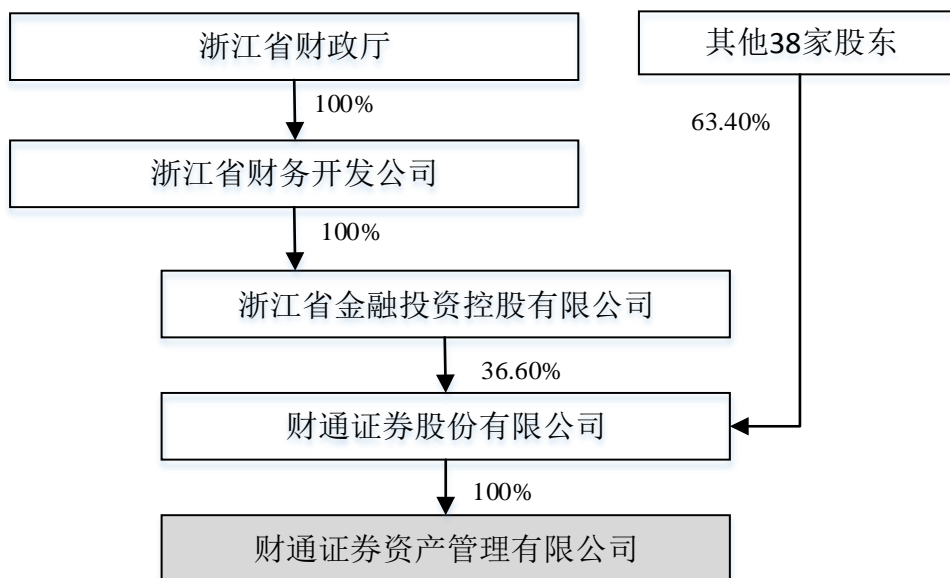 浙江省财政厅
其他38家股东
100%
63.40%
浙江省财务开发公司
100%
浙江省金融投资控股有限公司
36.60%
财通证券股份有限公司
100%
财通证券资产管理有限公司